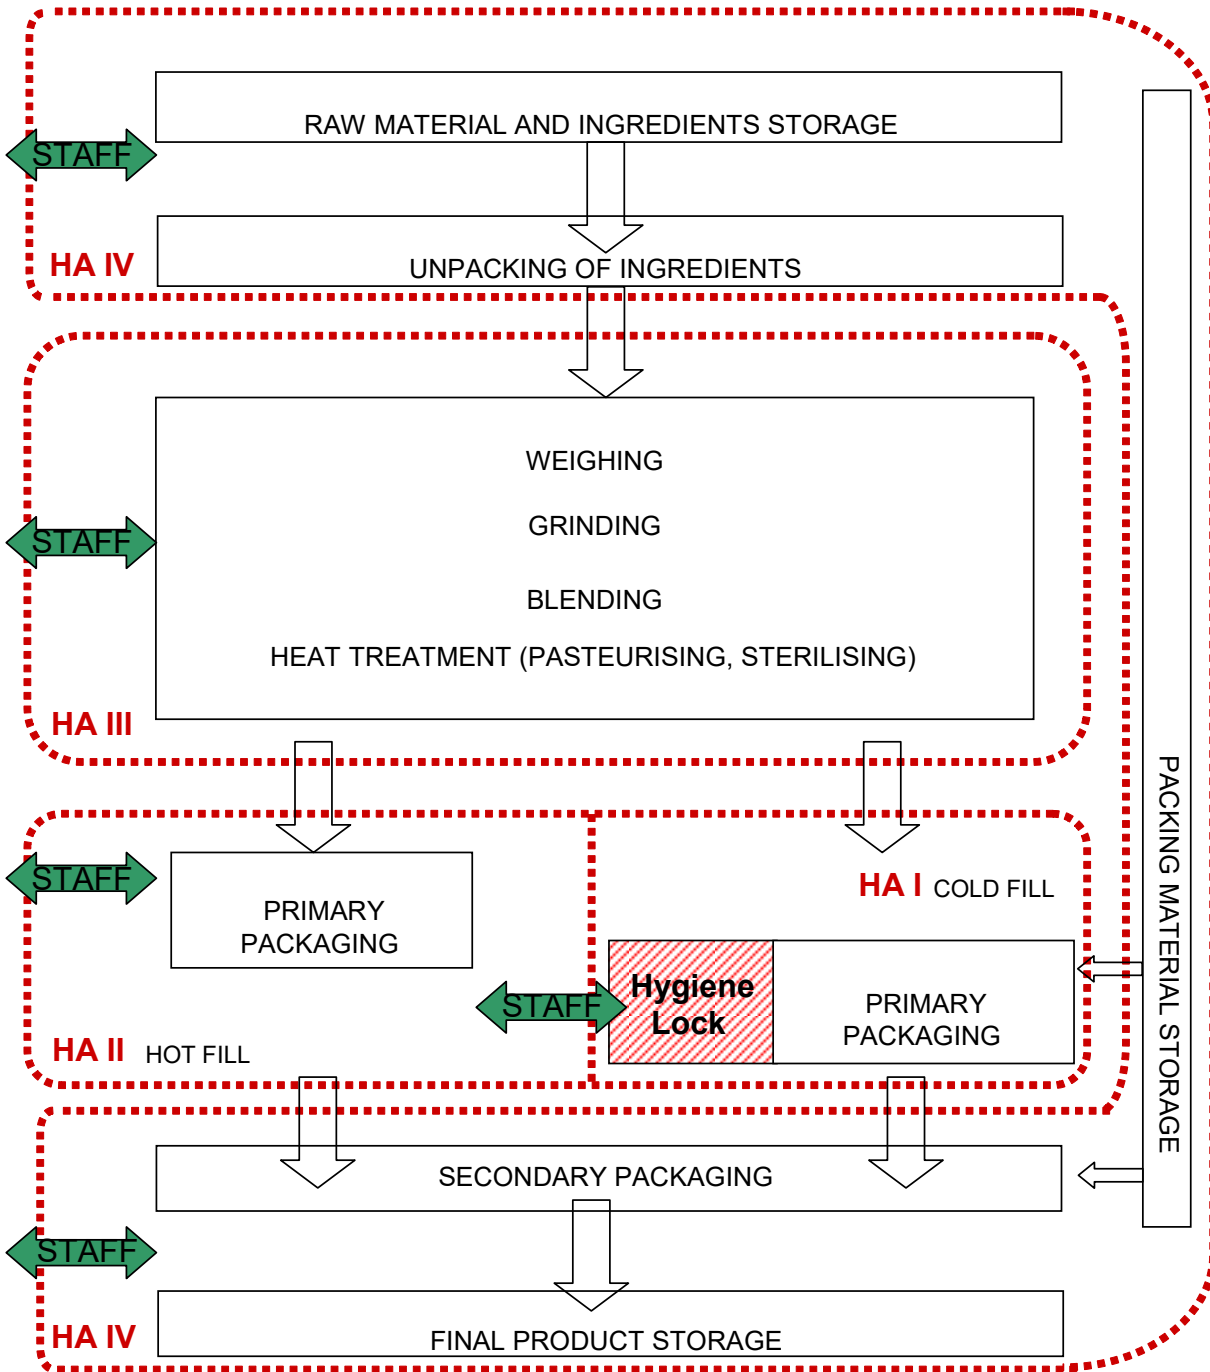 RAW MATERIAL AND INGREDIENTS STORAGE
STAFF
HA IV
UNPACKING OF INGREDIENTS
WEIGHING
GRINDING
STAFF
BLENDING
HEAT TREATMENT (PASTEURISING, STERILISING)
HA III
STAFF
PRIMARY
PACKAGING
HA I COLD FILL
STAFF
Hygiene
Lock
PRIMARY
PACKAGING
HA II HOT FILL
PACKING MATERIAL STORAGE
SECONDARY PACKAGING
STAFF
HA IV
FINAL PRODUCT STORAGE